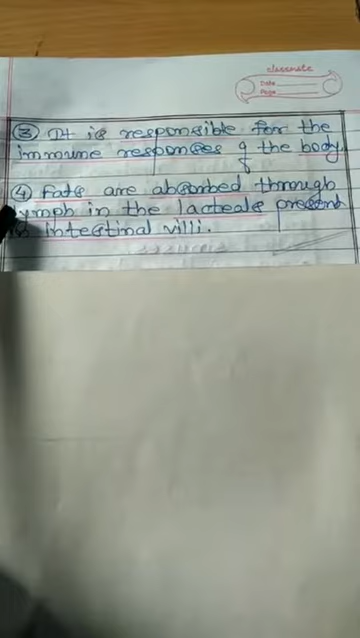 classmate
Date
Page
③ It is responsible for the
immune responses of the body.
④ Fats are absorbed through
lymph in the lacteals present
in intestinal villi.